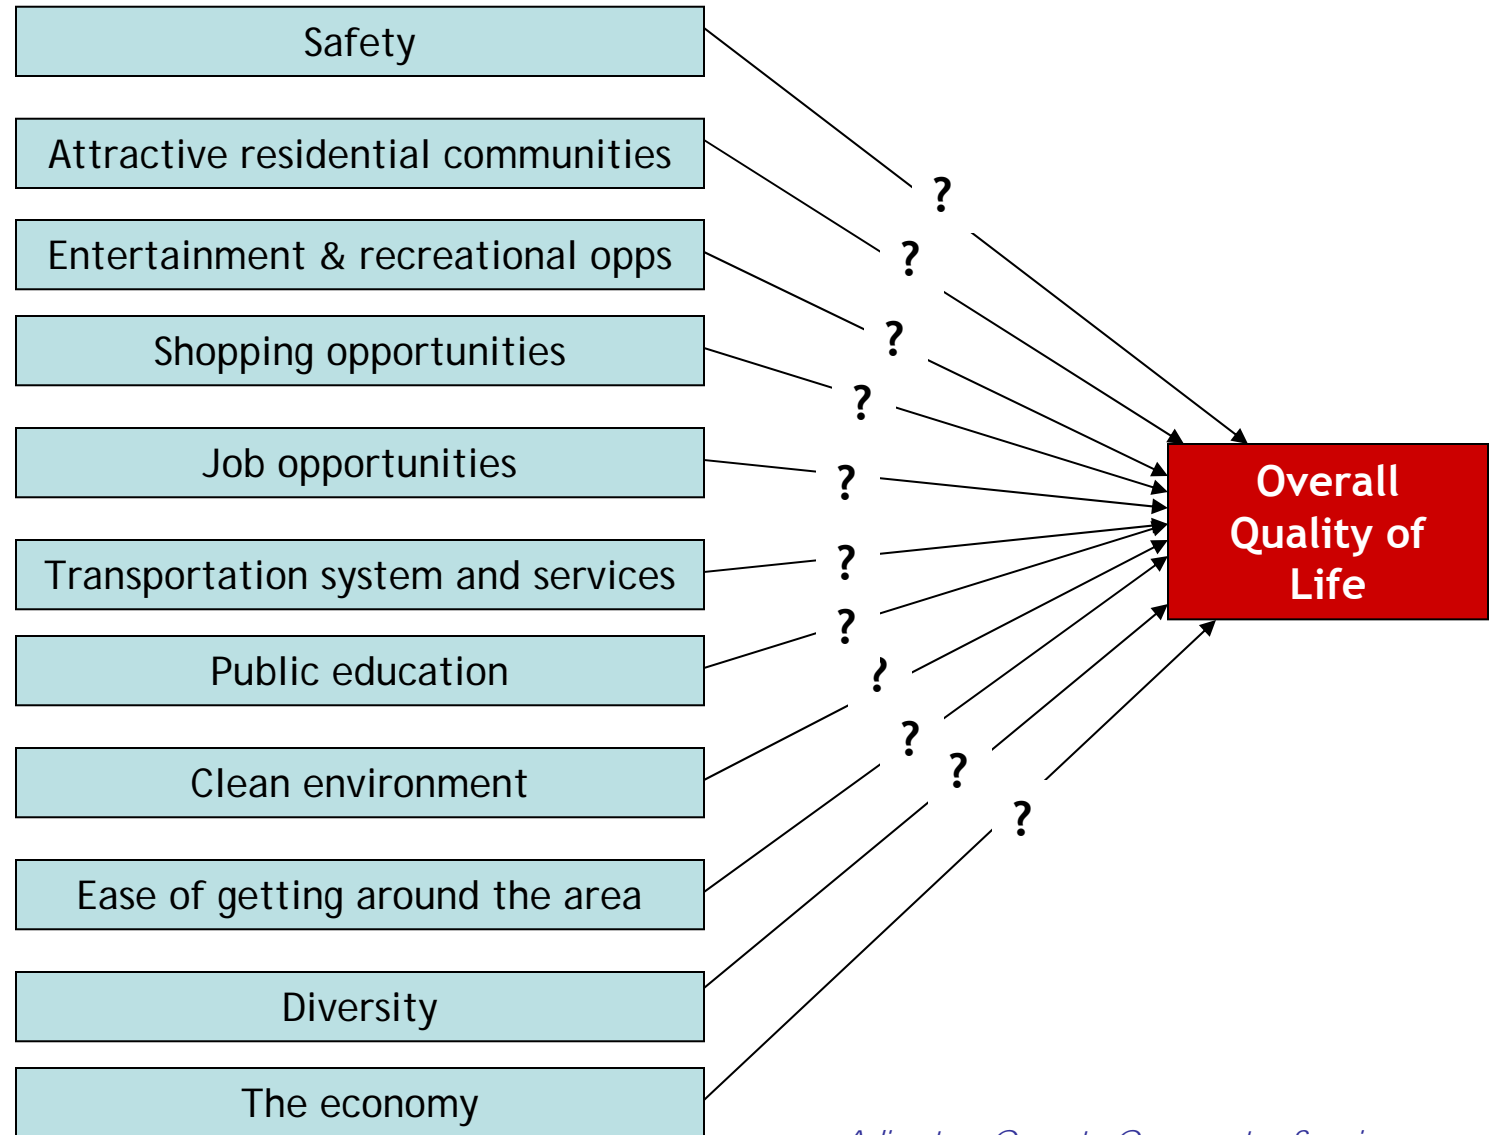 Safety
?
Attractive residential communities
?
Entertainment & recreational opps
?
Shopping opportunities
?
Job opportunities
?
Overall
Quality of
Life
Transportation system and services
?
Public education
?
?
Clean environment
?
?
Ease of getting around the area
?
Diversity
The economy